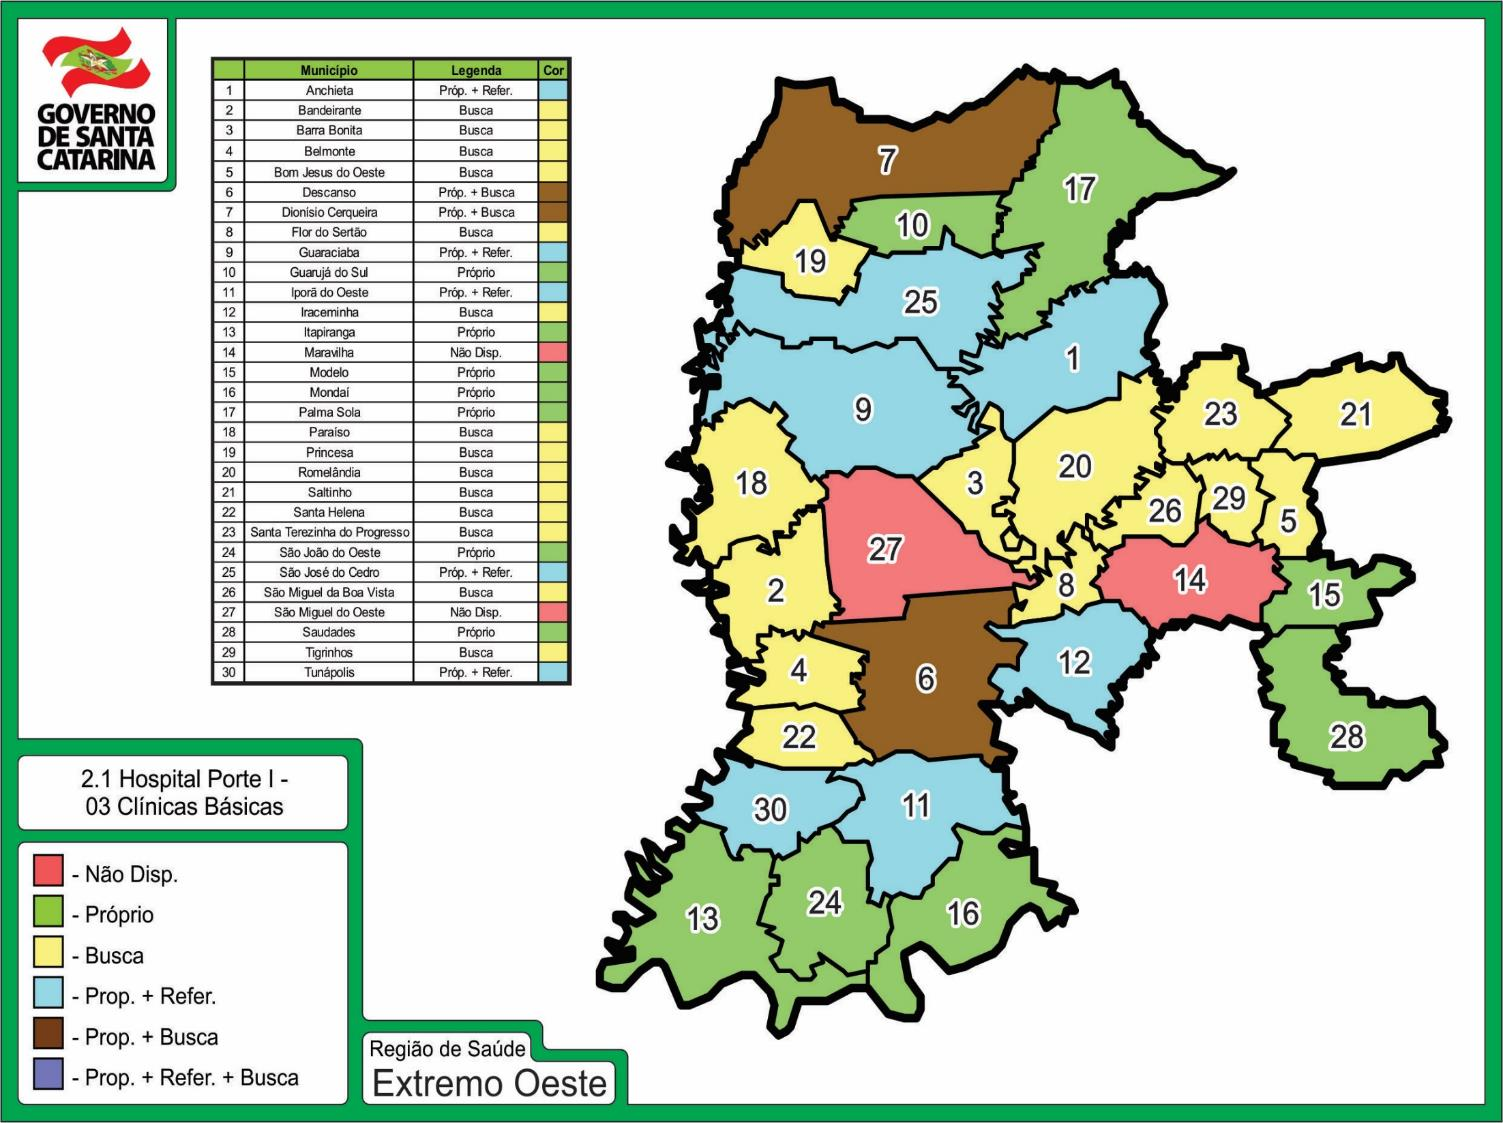 GOVERNO
DE SANTA
CATARINA
Município Legenda Cor
1 Anchieta Próp. + Refer.
2 Bandeirante Busca
3 Barra Bonita Busca
4 Belmonte Busca
5 Bom Jesus do Oeste Busca
6 Descanso Próp. + Busca
7 Dionísio Cerqueira Próp. + Busca
8 Flor do Sertão Busca
9 Guaraciaba Próp. + Refer.
10 Guarujá do Sul Próprio
11 Iporã do Oeste Próp. + Refer.
12 Iraceminha Busca
13 Itapiranga Próprio
14 Maravilha Não Disp.
15 Modelo Próprio
16 Mondaí Próprio
17 Palma Sola Próprio
18 Paraíso Busca
19 Princesa Busca
20 Romelândia Busca
21 Saltinho Busca
22 Santa Helena Busca
23 Santa Terezinha do Progresso Busca
24 São João do Oeste Próprio
25 São José do Cedro Próp. + Refer.
26 São Miguel da Boa Vista Busca
27 São Miguel do Oeste Não Disp.
28 Saudades Próprio
29 Tigrinhos Busca
30 Tunápolis Próp. + Refer.
7
17
10
19
25
1
9
23
21
18
3
20
26
29
5
27
2
8
14
15
4
6
12
22
28
30
11
13
24
16
2.1 Hospital Porte I -
03 Clínicas Básicas
- Não Disp.
- Próprio
- Busca
- Prop. + Refer.
- Prop. + Busca
- Prop. + Refer. + Busca
Região de Saúde
Extremo Oeste